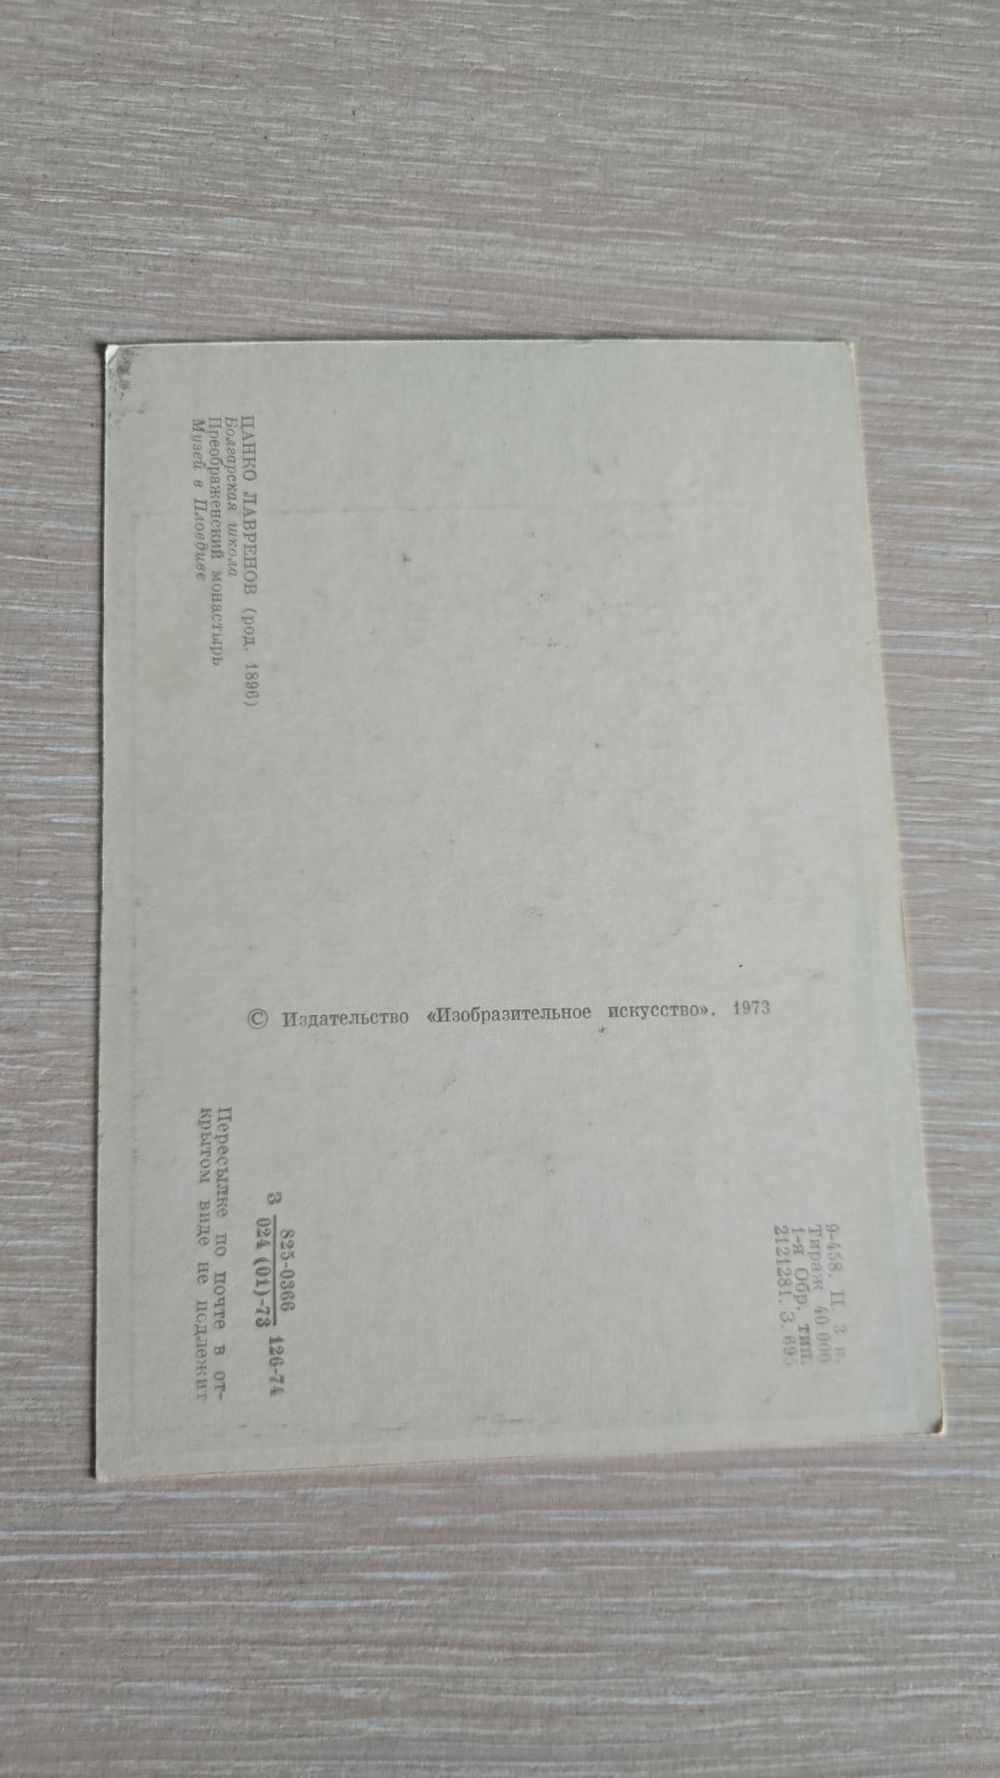 ЦАНКО ЛАВРЕНОВ (род. 1896)
Болгарская школа
Преображенский монастырь
Музей в Пловдиве
© Издательство «Изобразительное искусство». 1973
9-458. Ц. 3 к.
Тираж 40 000
1-я Обр. тип.
2121281. З. 695
825-0366
З 126-74
024 (01)-73
Пересылке по почте в от-
крытом виде не подлежит